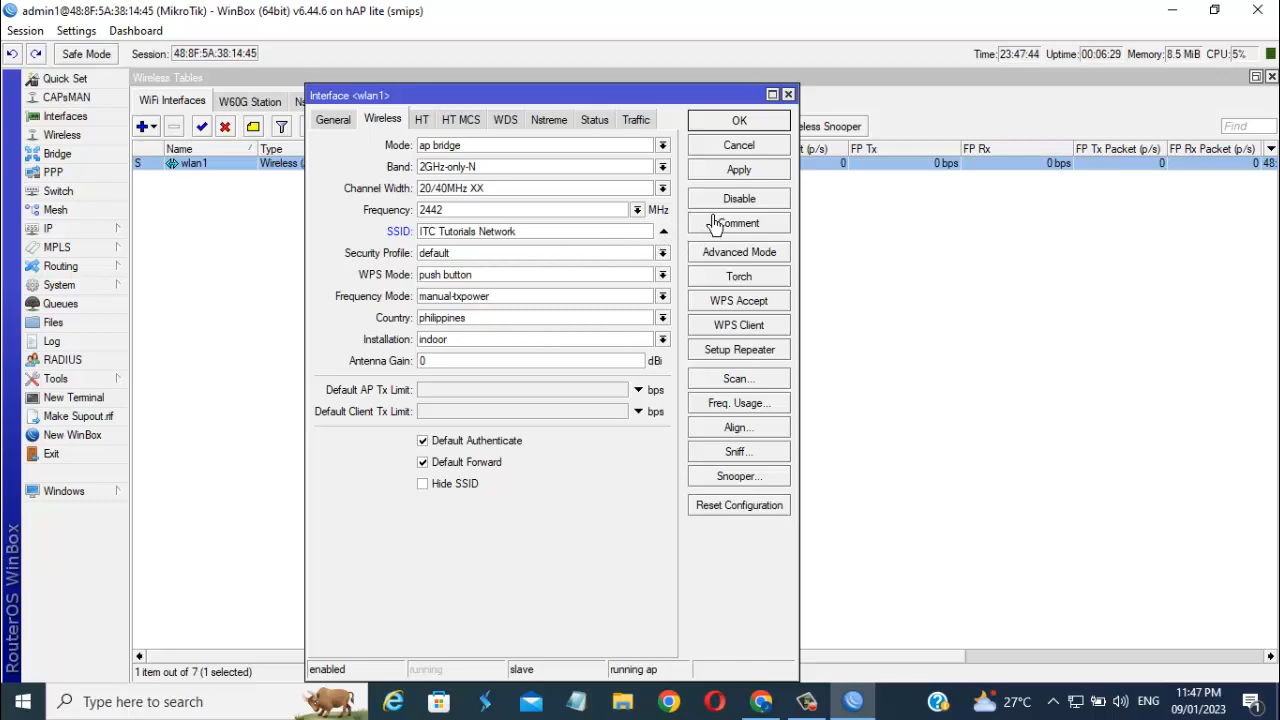 admin1@48:8F:5A:38:14:45 (MikroTik) - WinBox (64bit) v6.44.6 on hAP lite (smips)
Session Settings Dashboard
Safe Mode Session: 48:8F:5A:38:14:45 Time: 23:47:44 Uptime: 00:06:29 Memory: 8.5 MiB CPU: 5%
Quick Set
CAPsMAN
Interfaces
Wireless
Bridge
PPP
Switch
Mesh
IP
MPLS
Routing
System
Queues
Files
Log
RADIUS
Tools
New Terminal
Make Supout.rif
New WinBox
Exit
Windows
RouterOS WinBox
Wireless Tables
WiFi Interfaces W60G Station
eless Snooper Find
Name Type (p/s) FP Tx FP Rx FP Tx Packet (p/s) FP Rx Packet (p/s)
S wlan1 Wireless 0 0 bps 0 bps 0 0 48:
1 item out of 7 (1 selected)
Interface <wlan1>
General Wireless HT HT MCS WDS Nstreme Status Traffic
Mode: ap bridge
Band: 2GHz-only-N
Channel Width: 20/40MHz XX
Frequency: 2442 MHz
SSID: ITC Tutorials Network
Security Profile: default
WPS Mode: push button
Frequency Mode: manual-txpower
Country: philippines
Installation: indoor
Antenna Gain: 0 dBi
Default AP Tx Limit: bps
Default Client Tx Limit: bps
Default Authenticate
Default Forward
Hide SSID
OK
Cancel
Apply
Disable
Comment
Advanced Mode
Torch
WPS Accept
WPS Client
Setup Repeater
Scan...
Freq. Usage...
Align...
Sniff...
Snooper...
Reset Configuration
enabled running slave running ap
Type here to search 27°C ENG 11:47 PM
09/01/2023